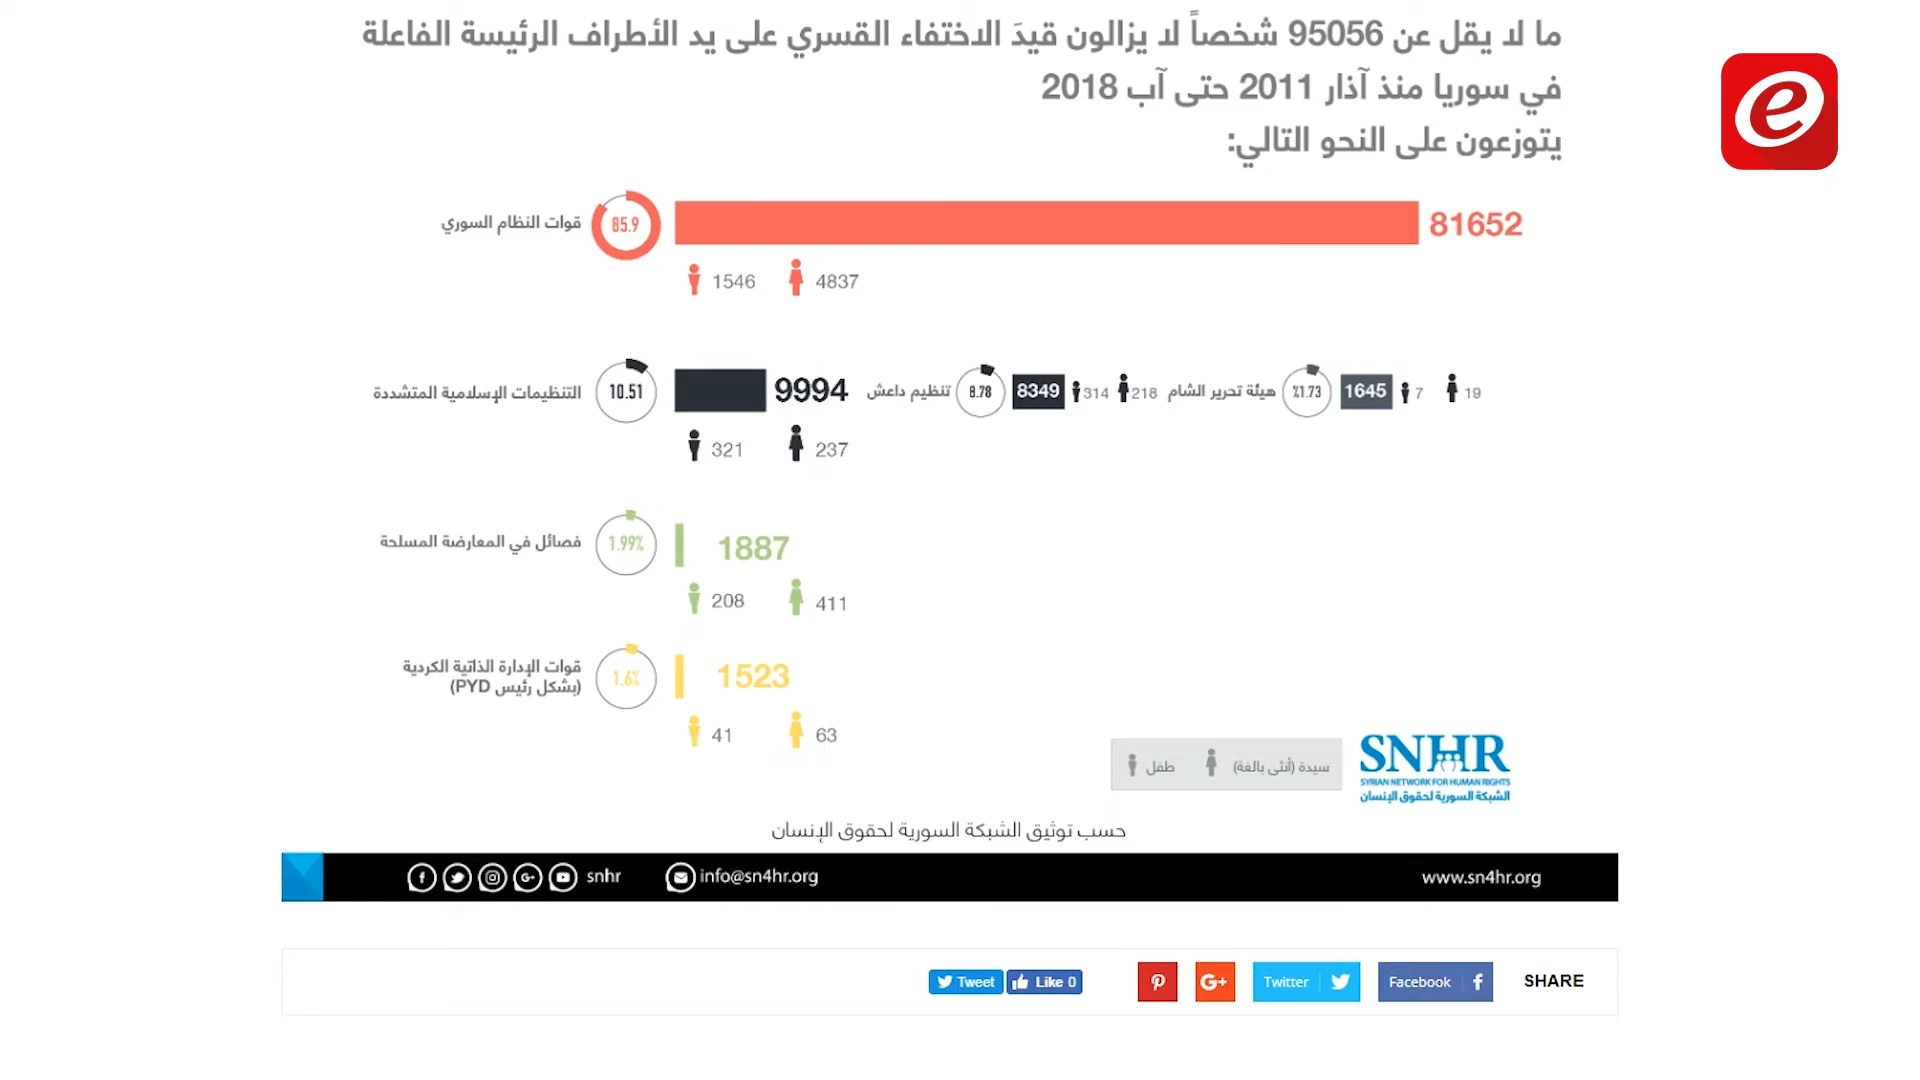 ما لا يقل عن 95056 شخصاً لا يزالون قيدَ الاختفاء القسري على يد الأطراف الرئيسة الفاعلة
في سوريا منذ آذار 2011 حتى آب 2018
يتوزعون على النحو التالي:
e
قوات النظام السوري 85.9 81652
1546 4837
التنظيمات الإسلامية المتشددة 10.51 9994 تنظيم داعش 8.78 8349 314 218 هيئة تحرير الشام %1.73 1645 7 19
321 237
فصائل في المعارضة المسلحة 1.99% 1887
208 411
قوات الإدارة الذاتية الكردية
(بشكل رئيس PYD)
1.6% 1523
41 63
طفل سيدة (أنثى بالغة)
SNHR
SYRIAN NETWORK FOR HUMAN RIGHTS
الشبكة السورية لحقوق الإنسان
حسب توثيق الشبكة السورية لحقوق الإنسان
snhr info@sn4hr.org www.sn4hr.org
Tweet Like 0 G+ Twitter Facebook SHARE